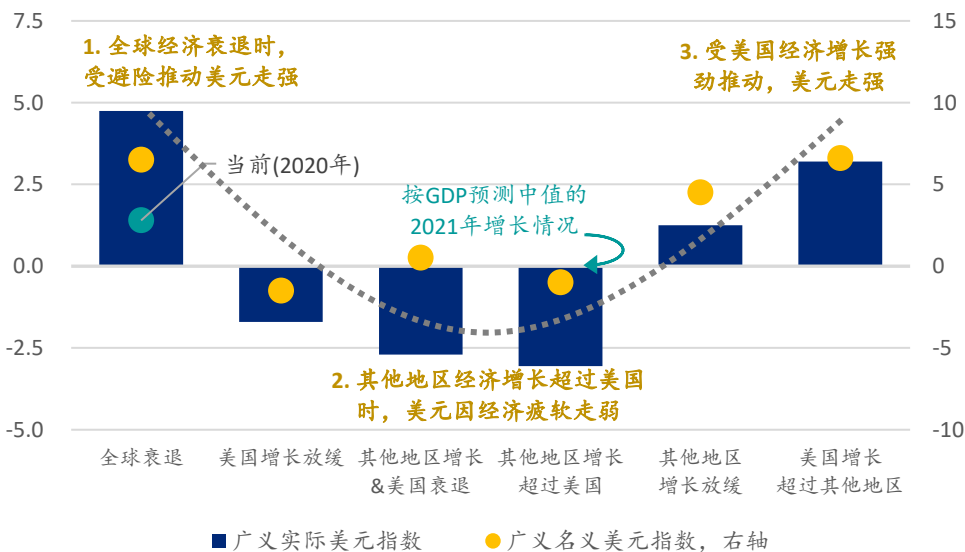 7.5
5.0
2.5
0.0
-2.5
-5.0
15
10
5
0
-5
-10
1. 全球经济衰退时，
受避险推动美元走强
3. 受美国经济增长强
劲推动，美元走强
当前(2020年)
按GDP预测中值的
2021年增长情况
2. 其他地区经济增长超过美国
时，美元因经济疲软走弱
全球衰退
美国增长放缓
其他地区增长
&美国衰退
其他地区增长
超过美国
其他地区
增长放缓
美国增长
超过其他地区
广义实际美元指数
广义名义美元指数，右轴